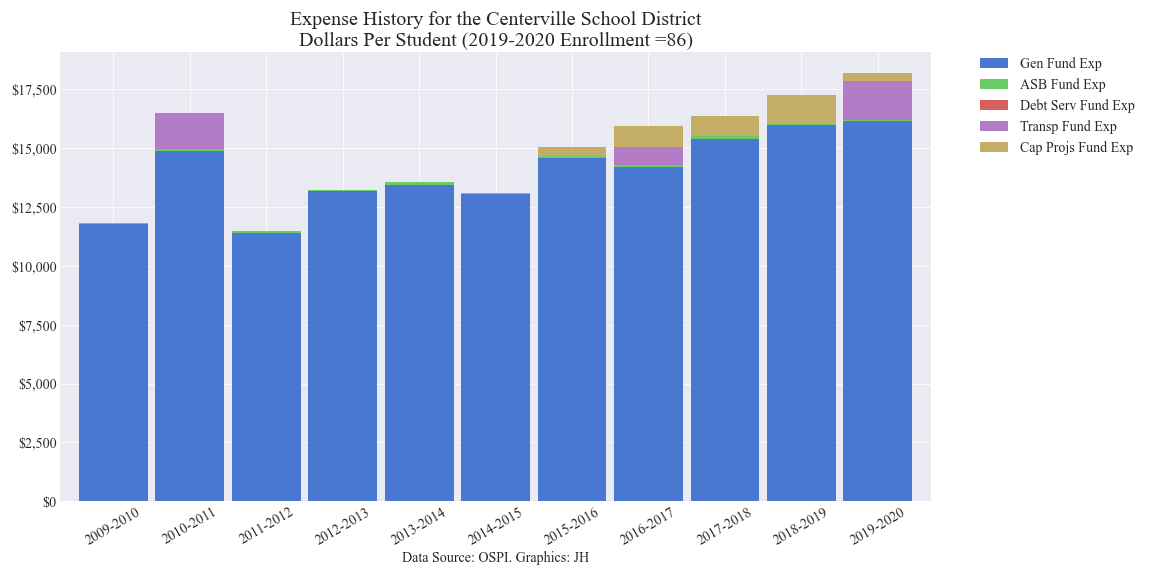 Expense History for the Centerville School District
Dollars Per Student (2019-2020 Enrollment =86)
$17,500
$15,000
$12,500
$10,000
$7,500
$5,000
$2,500
$0
2009-2010
2010-2011
2011-2012
2012-2013
2013-2014
2014-2015
2015-2016
2016-2017
2017-2018
2018-2019
2019-2020
Data Source: OSPI. Graphics: JH
Gen Fund Exp
ASB Fund Exp
Debt Serv Fund Exp
Transp Fund Exp
Cap Projs Fund Exp